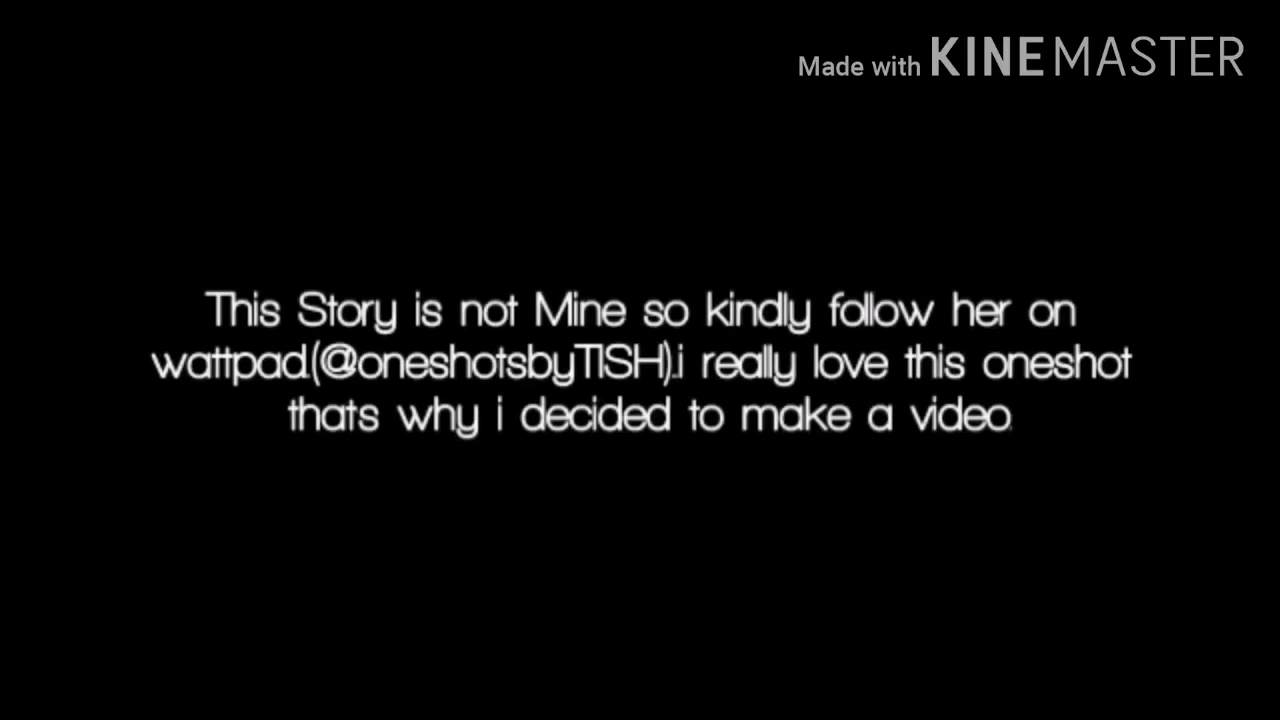 Made with KINEMASTER
This Story is not Mine so kindly follow her on
wattpad.(@oneshotsbyTISH).i really love this oneshot
thats why i decided to make a video.